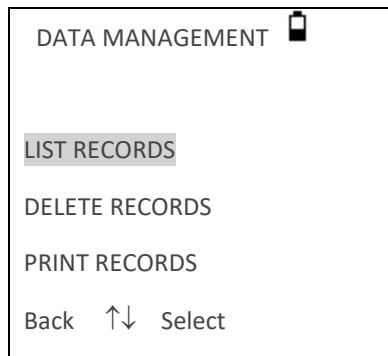 DATA MANAGEMENT
LIST RECORDS
DELETE RECORDS
PRINT RECORDS
Back ↑↓ Select